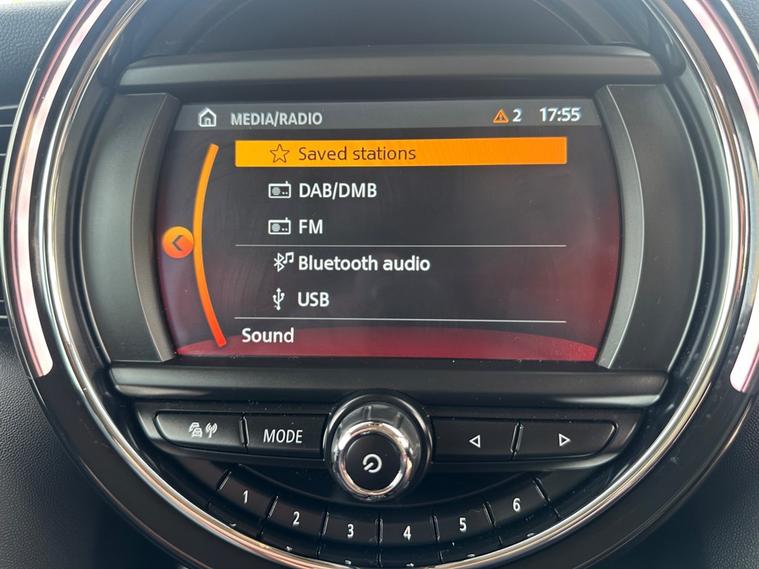 MEDIA/RADIO 2 17:55
Saved stations
DAB/DMB
FM
Bluetooth audio
USB
Sound
MODE
1 2 3 4 5 6